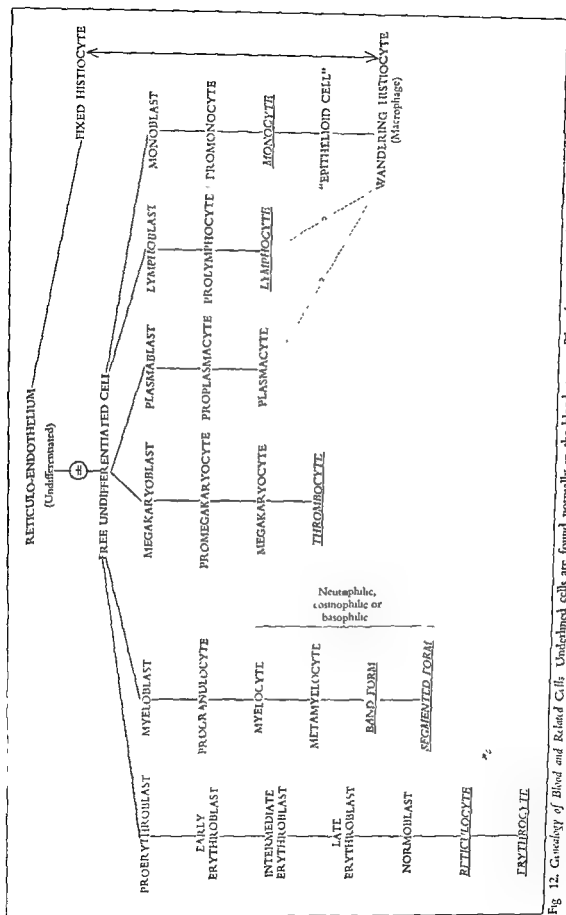 RETICULO-ENDOTHELIUM
(Undifferentiated)
±
FIXED HISTIOCYTE
FREE UNDIFFERENTIATED CELL
PROERYTHROBLAST
EARLY
ERYTHROBLAST
INTERMEDIATE
ERYTHROBLAST
LATE
ERYTHROBLAST
NORMOBLAST
RETICULOCYTE
ERYTHROCYTE
MYELOBLAST
PROGRANULOCYTE
MYELOCYTE
METAMYELOCYTE
BAND FORM
SEGMENTED FORM
Neutrophilic,
eosinophilic or
basophilic
MEGAKARYOBLAST
PROMEGAKARYOCYTE
MEGAKARYOCYTE
THROMBOCYTE
PLASMABLAST
PROPLASMACYTE
PLASMACYTE
LYMPHOBLAST
PROLYMPHOCYTE
LYMPHOCYTE
MONOBLAST
PROMONOCYTE
MONOCYTE
"EPITHELIOID CELL"
WANDERING HISTIOCYTE
(Macrophage)
Fig 12. Genealogy of Blood and Related Cells Underlined cells are found normally in the blood